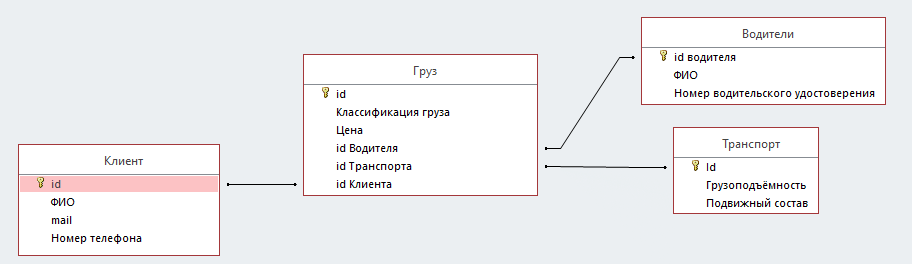 Клиент
id
ФИО
mail
Номер телефона
Груз
id
Классификация груза
Цена
id Водителя
id Транспорта
id Клиента
Водители
id водителя
ФИО
Номер водительского удостоверения
Транспорт
Id
Грузоподъёмность
Подвижный состав